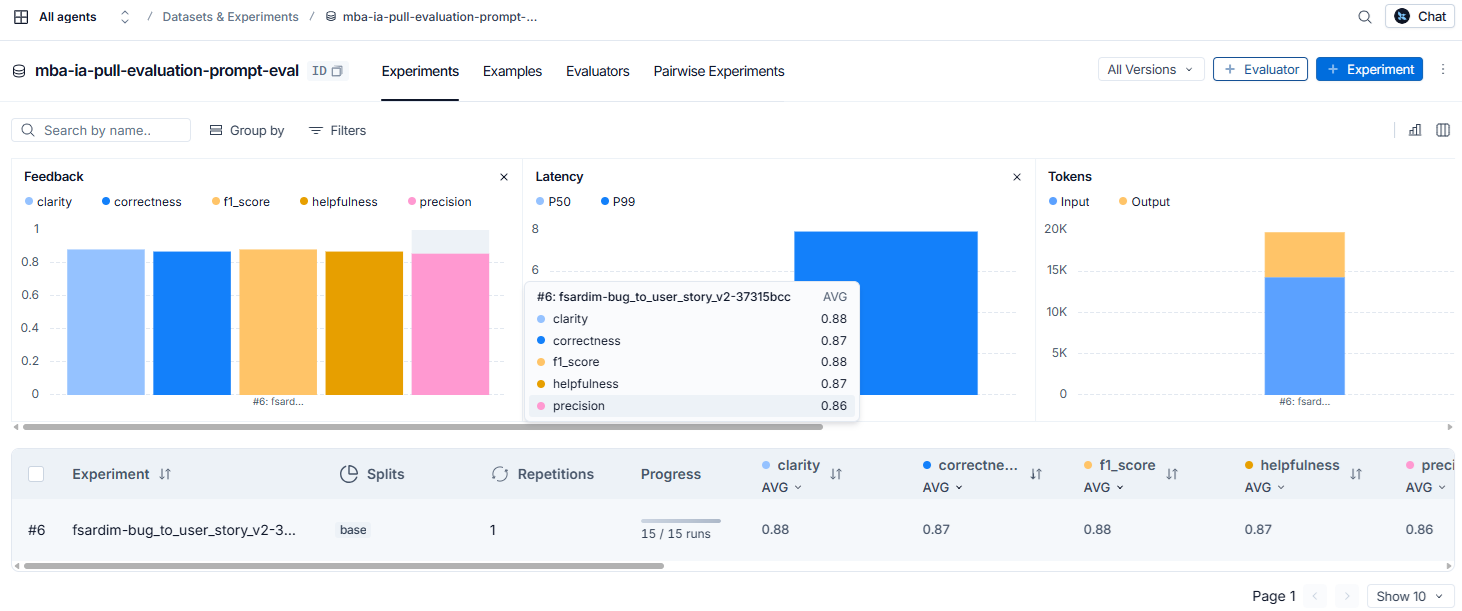 All agents / Datasets & Experiments / mba-ia-pull-evaluation-prompt-... Chat
mba-ia-pull-evaluation-prompt-eval ID Experiments Examples Evaluators Pairwise Experiments All Versions + Evaluator + Experiment
Search by name.. Group by Filters
Feedback
clarity correctness f1_score helpfulness precision
1
0.8
0.6
0.4
0.2
0
#6: fsard...
Latency
P50 P99
8
6
#6: fsardim-bug_to_user_story_v2-37315bcc AVG
clarity 0.88
correctness 0.87
f1_score 0.88
helpfulness 0.87
precision 0.86
Tokens
Input Output
20K
15K
10K
5K
0
#6: fsard...
Experiment Splits Repetitions Progress clarity correctne... f1_score helpfulness preci
AVG AVG AVG AVG AVG
#6 fsardim-bug_to_user_story_v2-3... base 1 15 / 15 runs 0.88 0.87 0.88 0.87 0.86
Page 1 Show 10